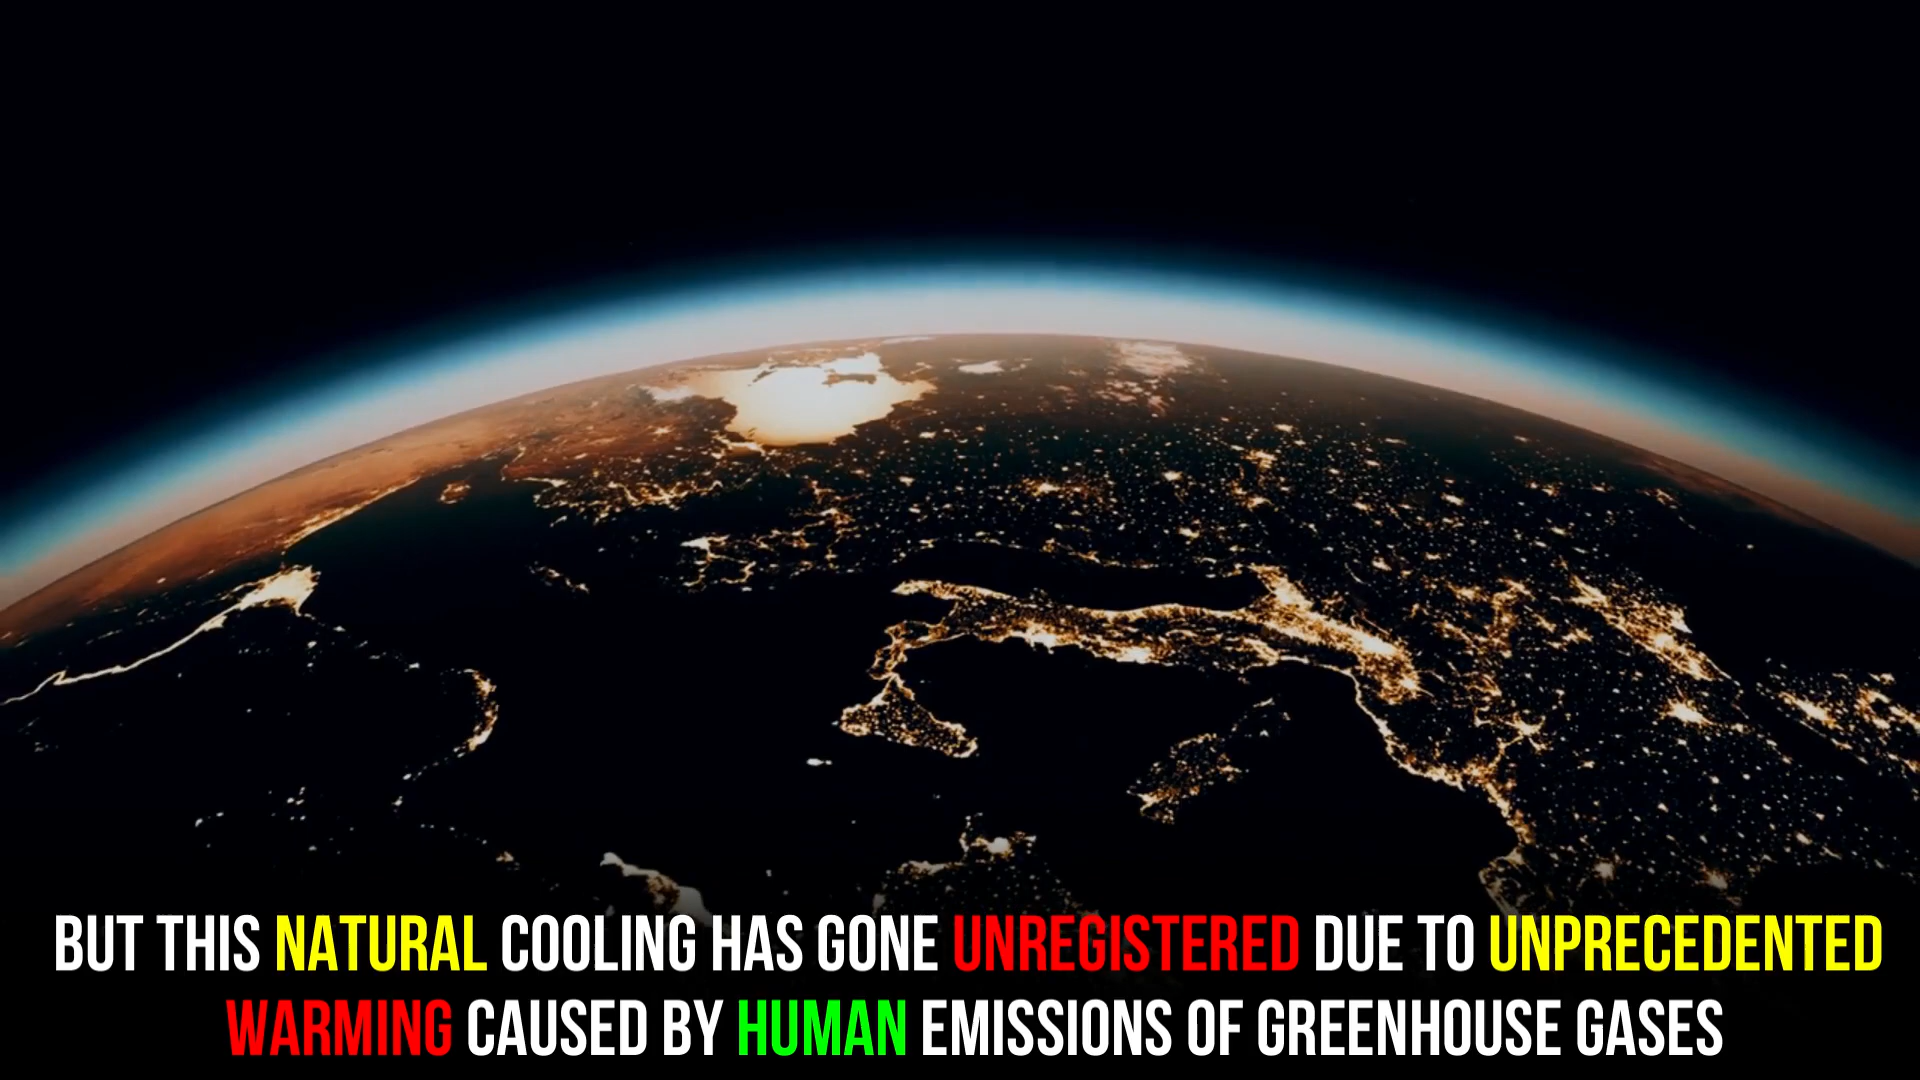 BUT THIS NATURAL COOLING HAS GONE UNREGISTERED DUE TO UNPRECEDENTED
WARMING CAUSED BY HUMAN EMISSIONS OF GREENHOUSE GASES